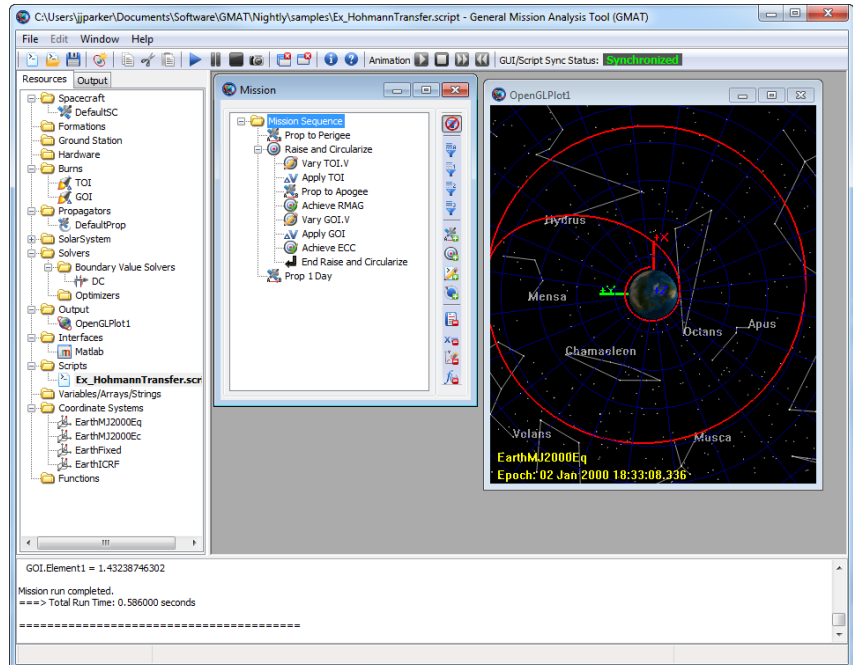 C:\Users\jjparker\Documents\Software\GMAT\Nightly\samples\Ex_HohmannTransfer.script - General Mission Analysis Tool (GMAT)
File Edit Window Help
Animation GUI/Script Sync Status: Synchronized
Resources Output
Spacecraft
DefaultSC
Formations
Ground Station
Hardware
Burns
TOI
GOI
Propagators
DefaultProp
SolarSystem
Solvers
Boundary Value Solvers
DC
Optimizers
Output
OpenGLPlot1
Interfaces
Matlab
Scripts
Ex_HohmannTransfer.scr
Variables/Arrays/Strings
Coordinate Systems
EarthMJ2000Eq
EarthMJ2000Ec
EarthFixed
EarthICRF
Functions
Mission
Mission Sequence
Prop to Perigee
Raise and Circularize
Vary TOI.V
Apply TOI
Prop to Apogee
Achieve RMAG
Vary GOI.V
Apply GOI
Achieve ECC
End Raise and Circularize
Prop 1 Day
OpenGLPlot1
Hydrus
+X
Mensa
+Y
Octans
Apus
Chamaeleon
Volans
Musca
EarthMJ2000Eq
Epoch: 02 Jan 2000 18:33:08.336
GOI.Element1 = 1.43238746302
Mission run completed.
===> Total Run Time: 0.586000 seconds
========================================